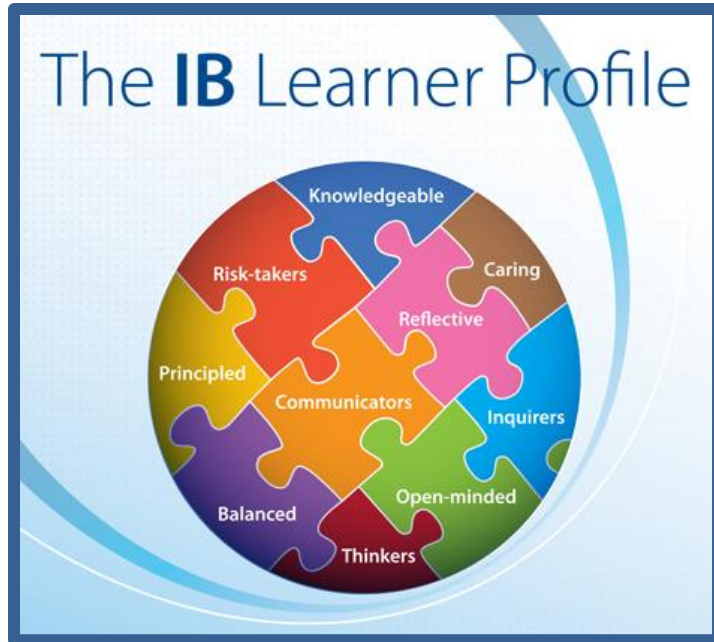 The IB Learner Profile
Knowledgeable
Risk-takers
Caring
Reflective
Principled
Communicators
Inquirers
Open-minded
Balanced
Thinkers